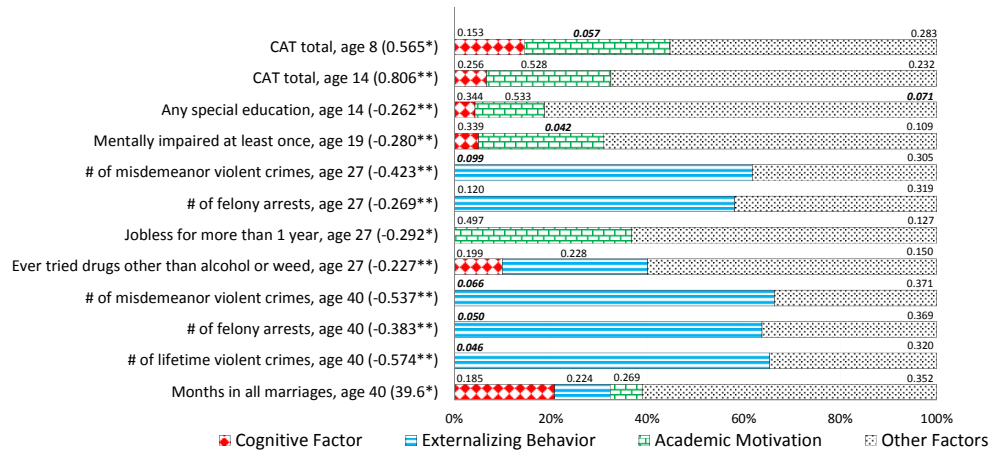 0.153 0.057 0.283
CAT total, age 8 (0.565*)
0.256 0.528 0.232
CAT total, age 14 (0.806**)
0.344 0.533 0.071
Any special education, age 14 (-0.262**)
0.339 0.042 0.109
Mentally impaired at least once, age 19 (-0.280**)
0.099 0.305
# of misdemeanor violent crimes, age 27 (-0.423**)
0.120 0.319
# of felony arrests, age 27 (-0.269**)
0.497 0.127
Jobless for more than 1 year, age 27 (-0.292*)
0.199 0.228 0.150
Ever tried drugs other than alcohol or weed, age 27 (-0.227**)
0.066 0.371
# of misdemeanor violent crimes, age 40 (-0.537**)
0.050 0.369
# of felony arrests, age 40 (-0.383**)
0.046 0.320
# of lifetime violent crimes, age 40 (-0.574**)
0.185 0.224 0.269 0.352
Months in all marriages, age 40 (39.6*)
0% 20% 40% 60% 80% 100%
Cognitive Factor Externalizing Behavior Academic Motivation Other Factors